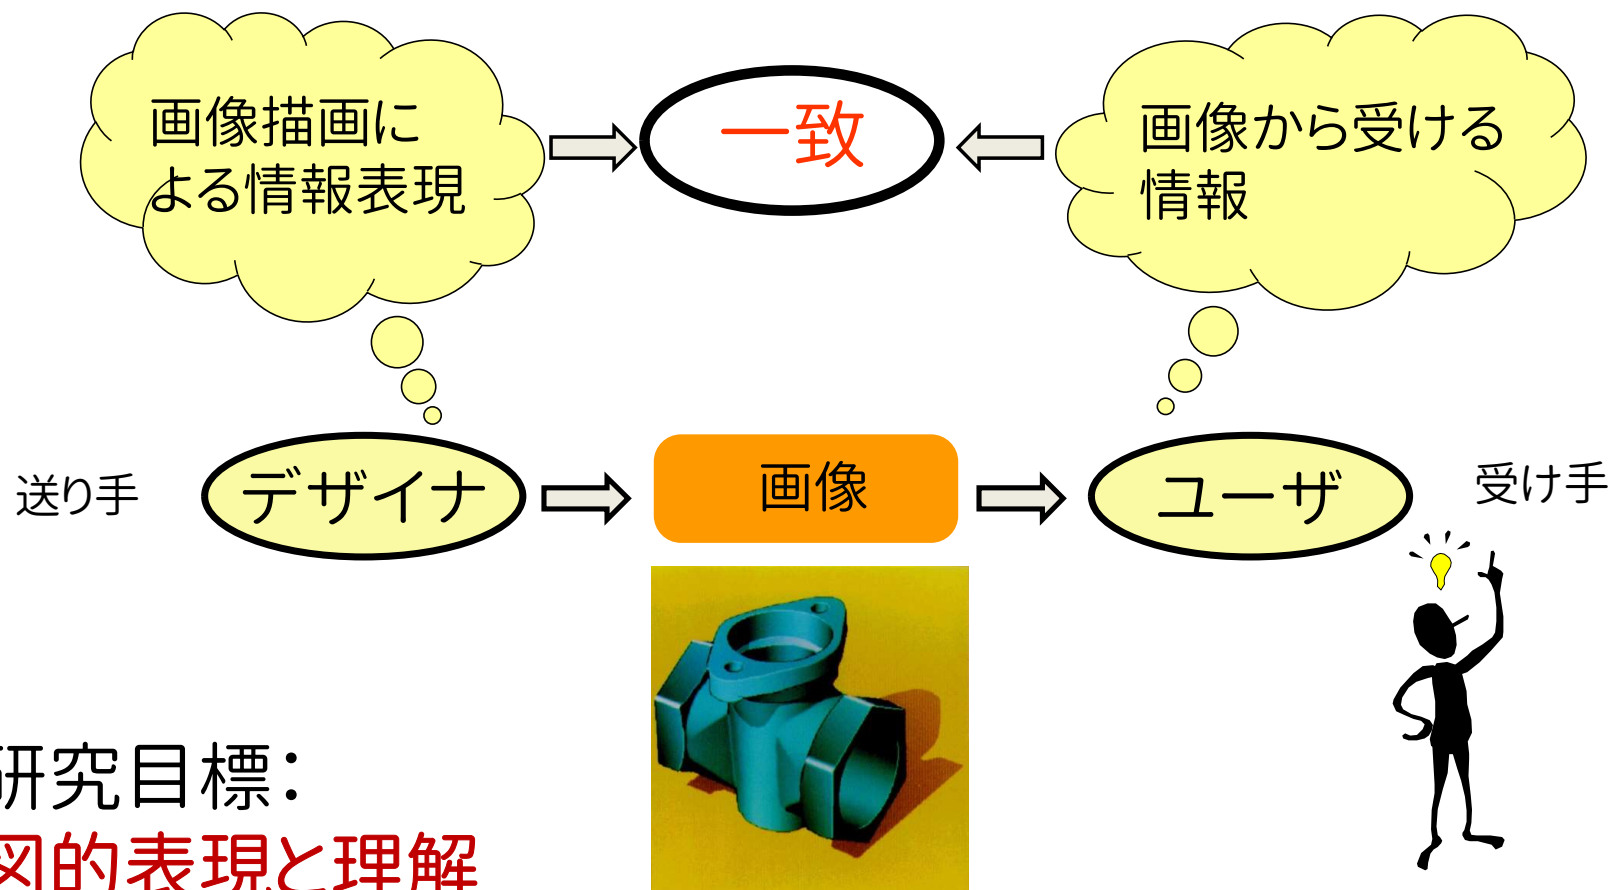 画像描画に
よる情報表現
一致
画像から受ける
情報
送り手
デザイナ
画像
ユーザ
受け手
研究目標：
図的表現と理解